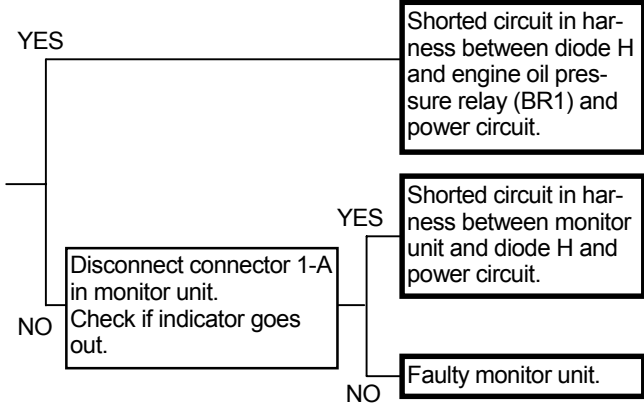 YES
Shorted circuit in har-
ness between diode H
and engine oil pres-
sure relay (BR1) and
power circuit.
YES
Shorted circuit in har-
ness between monitor
unit and diode H and
power circuit.
NO
Disconnect connector 1-A
in monitor unit.
Check if indicator goes
out.
NO
Faulty monitor unit.